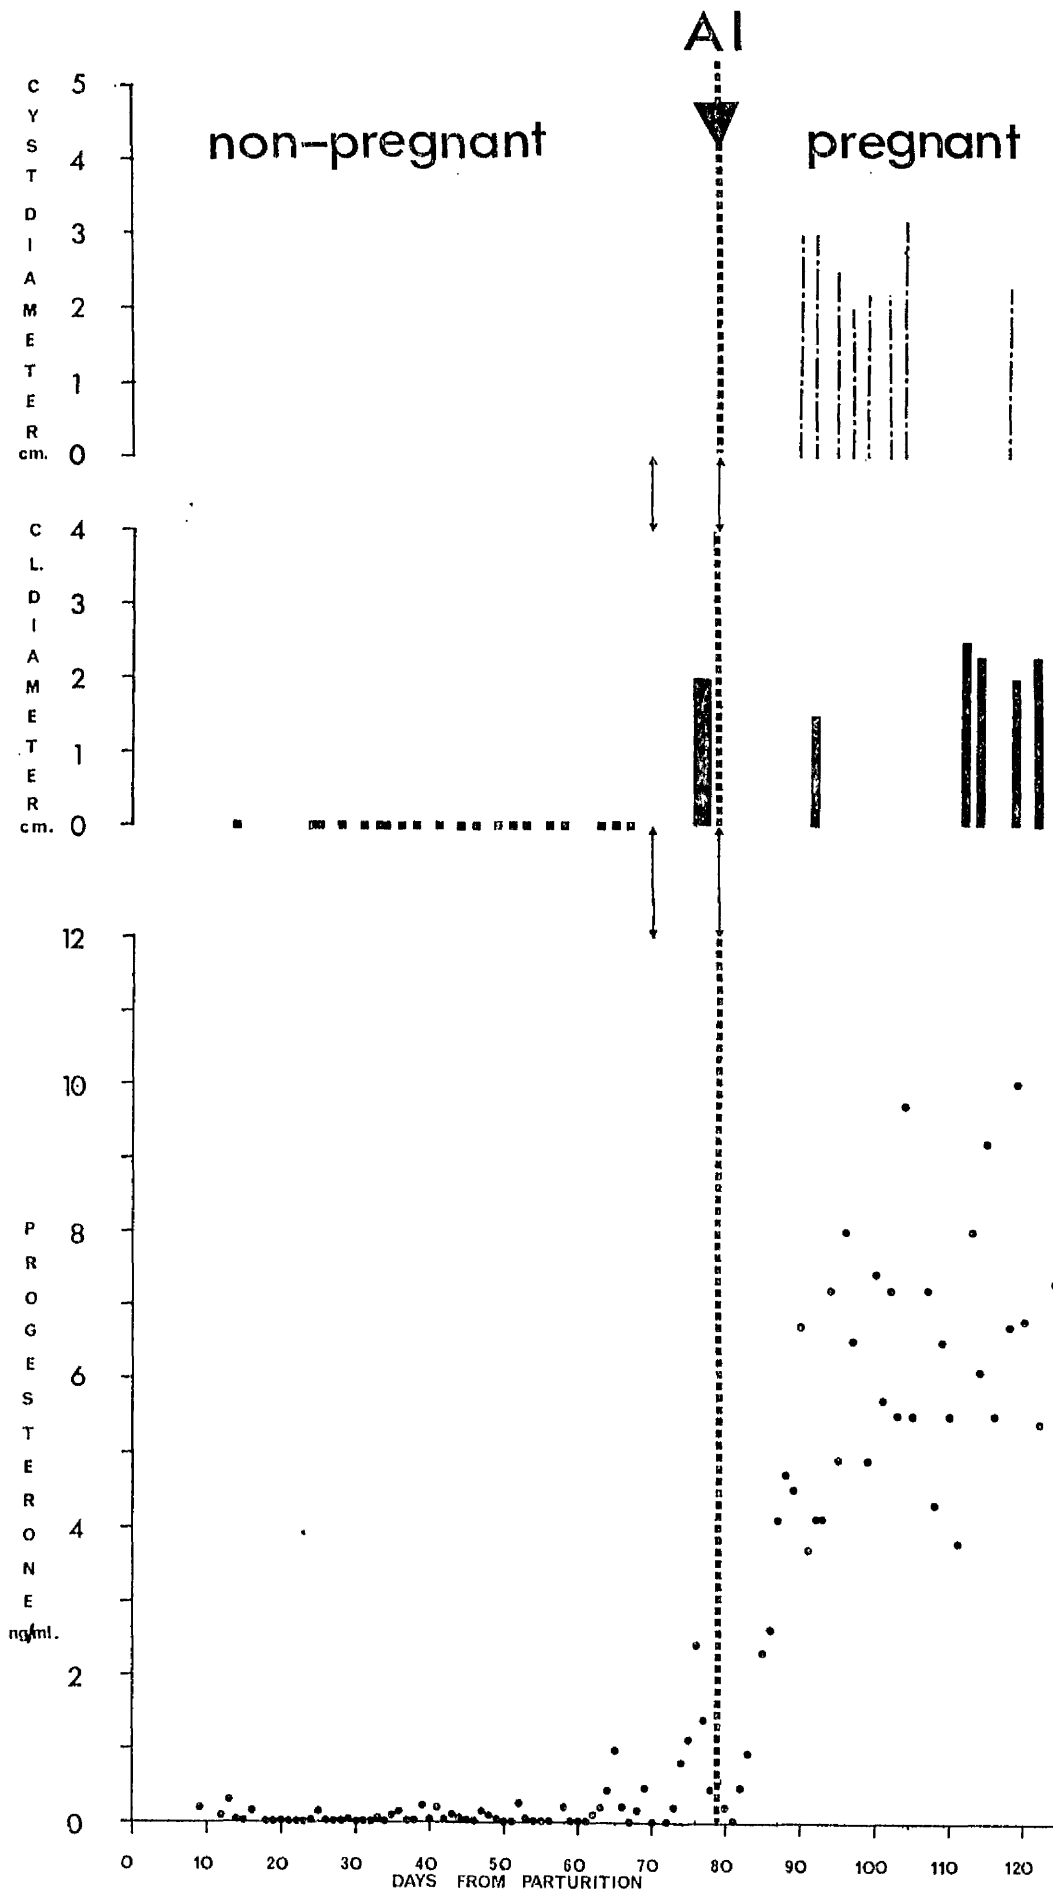 AI
non-pregnant
pregnant
CYST DIAMETER
cm.
5
4
3
2
1
0
C L. DIAMETER
cm.
4
3
2
1
0
PROGESTERONE
ng/ml.
12
10
8
6
4
2
0
0 10 20 30 40 50 60 70 80 90 100 110 120
DAYS FROM PARTURITION